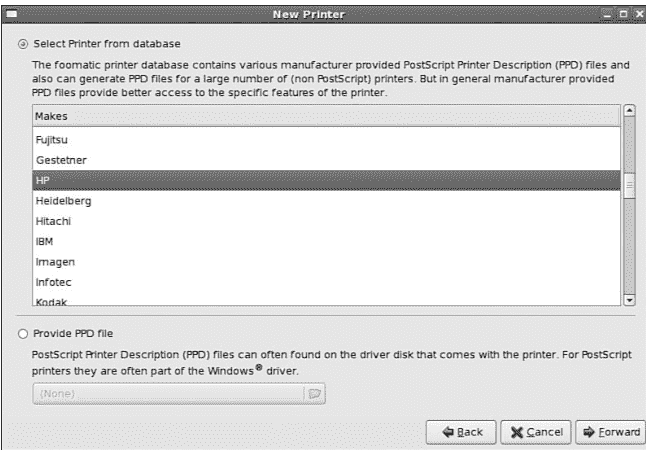 New Printer
Select Printer from database
The foomatic printer database contains various manufacturer provided PostScript Printer Description (PPD) files and
also can generate PPD files for a large number of (non PostScript) printers. But in general manufacturer provided
PPD files provide better access to the specific features of the printer.
Makes
Fujitsu
Gestetner
HP
Heidelberg
Hitachi
IBM
Imagen
Infotec
Kodak
Provide PPD file
PostScript Printer Description (PPD) files can often found on the driver disk that comes with the printer. For PostScript
printers they are often part of the Windows® driver.
(None)
Back Cancel Forward